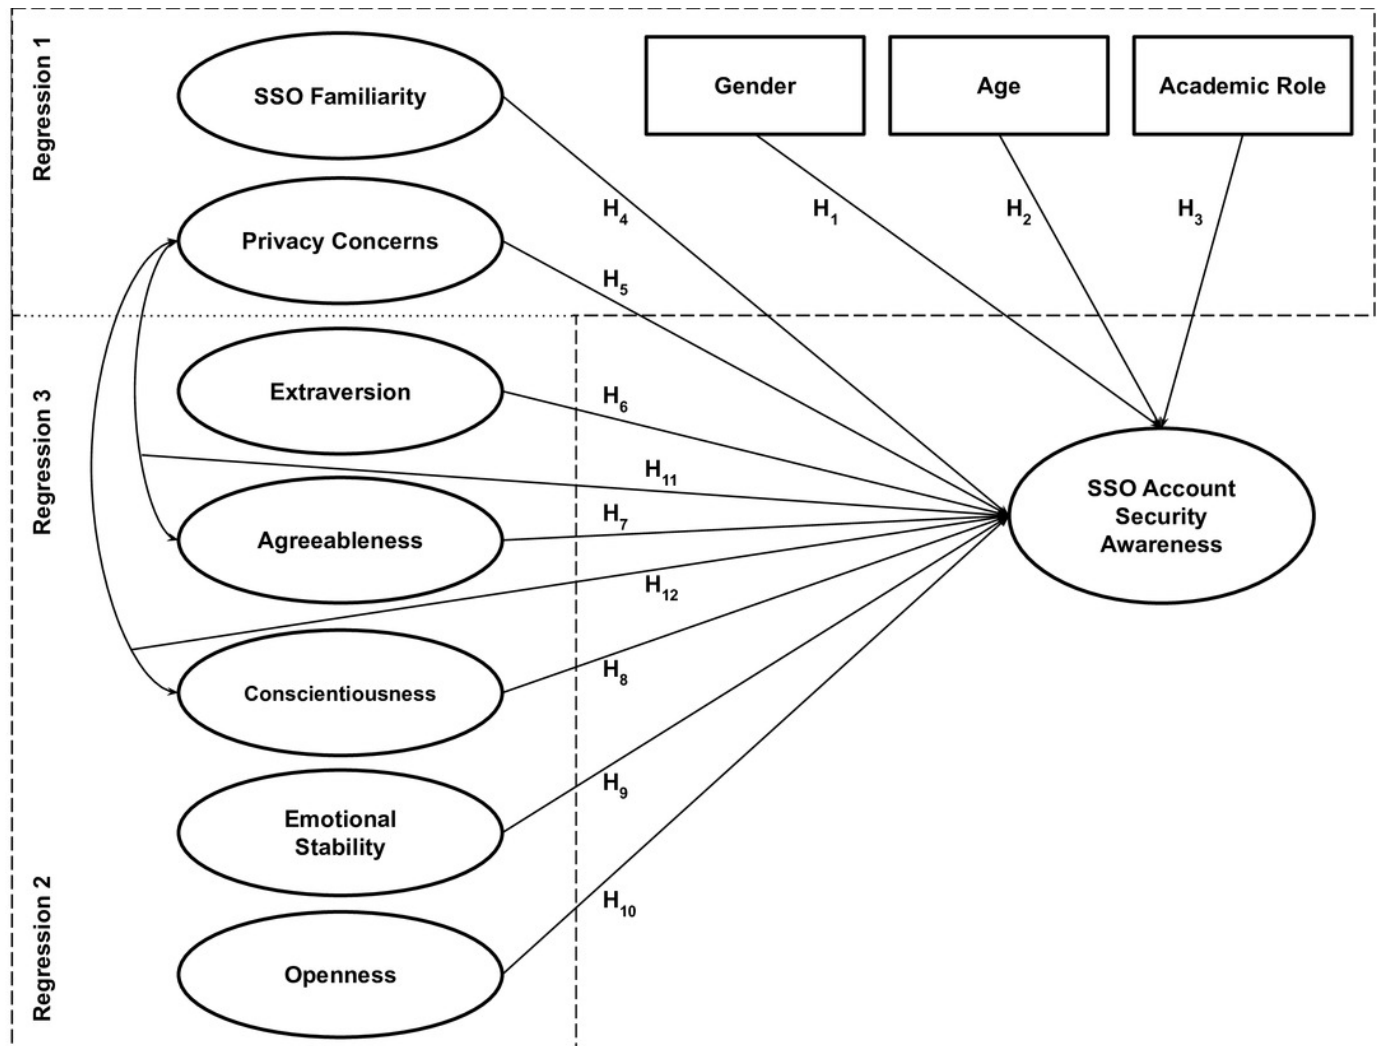 Regression 1
SSO Familiarity
Gender
Age
Academic Role
Privacy Concerns
H4
H1
H2
H3
H5
Regression 3
Extraversion
H6
H11
Agreeableness
H7
SSO Account
Security
Awareness
H12
Conscientiousness
H8
Emotional
Stability
H9
Regression 2
Openness
H10